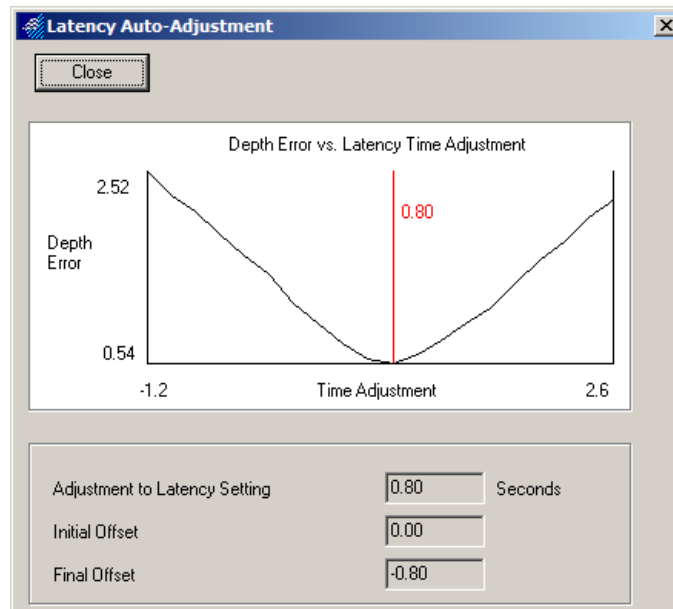 Latency Auto-Adjustment
Close
Depth Error vs. Latency Time Adjustment
2.52
0.80
Depth
Error
0.54
-1.2 Time Adjustment 2.6
Adjustment to Latency Setting 0.80 Seconds
Initial Offset 0.00
Final Offset -0.80